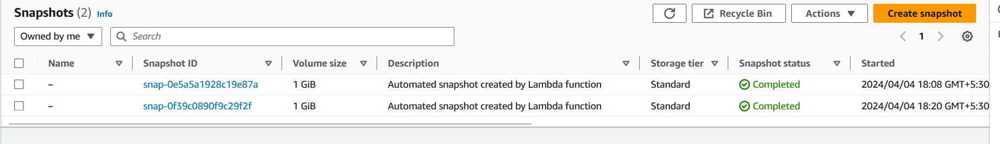 Snapshots (2) Info
Recycle Bin Actions Create snapshot
Owned by me Search
1
Name Snapshot ID Volume size Description Storage tier Snapshot status Started
– snap-0e5a5a1928c19e87a 1 GiB Automated snapshot created by Lambda function Standard Completed 2024/04/04 18:08 GMT+5:30
– snap-0f39c0890f9c29f2f 1 GiB Automated snapshot created by Lambda function Standard Completed 2024/04/04 18:20 GMT+5:30